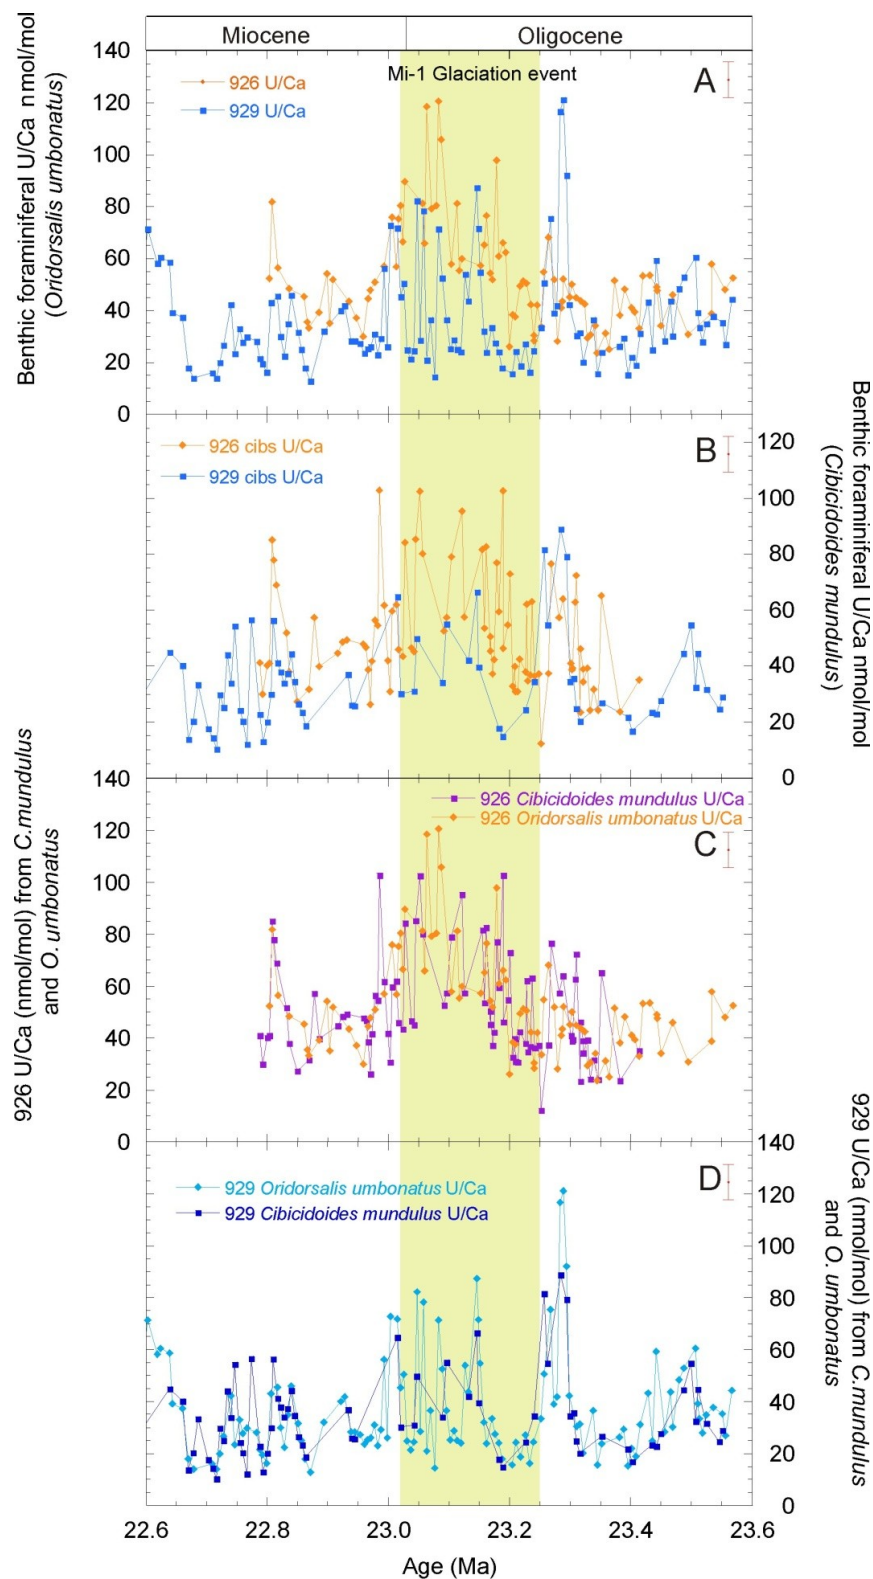 Miocene
Oligocene
Mi-1 Glaciation event
A
926 U/Ca
929 U/Ca
Benthic foraminiferal U/Ca nmol/mol
(Oridorsalis umbonatus)
140
120
100
80
60
40
20
0
B
926 cibs U/Ca
929 cibs U/Ca
120
100
80
60
40
20
0
Benthic foraminiferal U/Ca nmol/mol
(Cibicidoides mundulus)
926 Cibicidoides mundulus U/Ca
926 Oridorsalis umbonatus U/Ca
C
926 U/Ca (nmol/mol) from C.mundulus
and O. umbonatus
140
120
100
80
60
40
20
0
D
929 Oridorsalis umbonatus U/Ca
929 Cibicidoides mundulus U/Ca
140
120
100
80
60
40
20
0
929 U/Ca (nmol/mol) from C.mundulus
and O. umbonatus
22.6 22.8 23.0 23.2 23.4 23.6
Age (Ma)